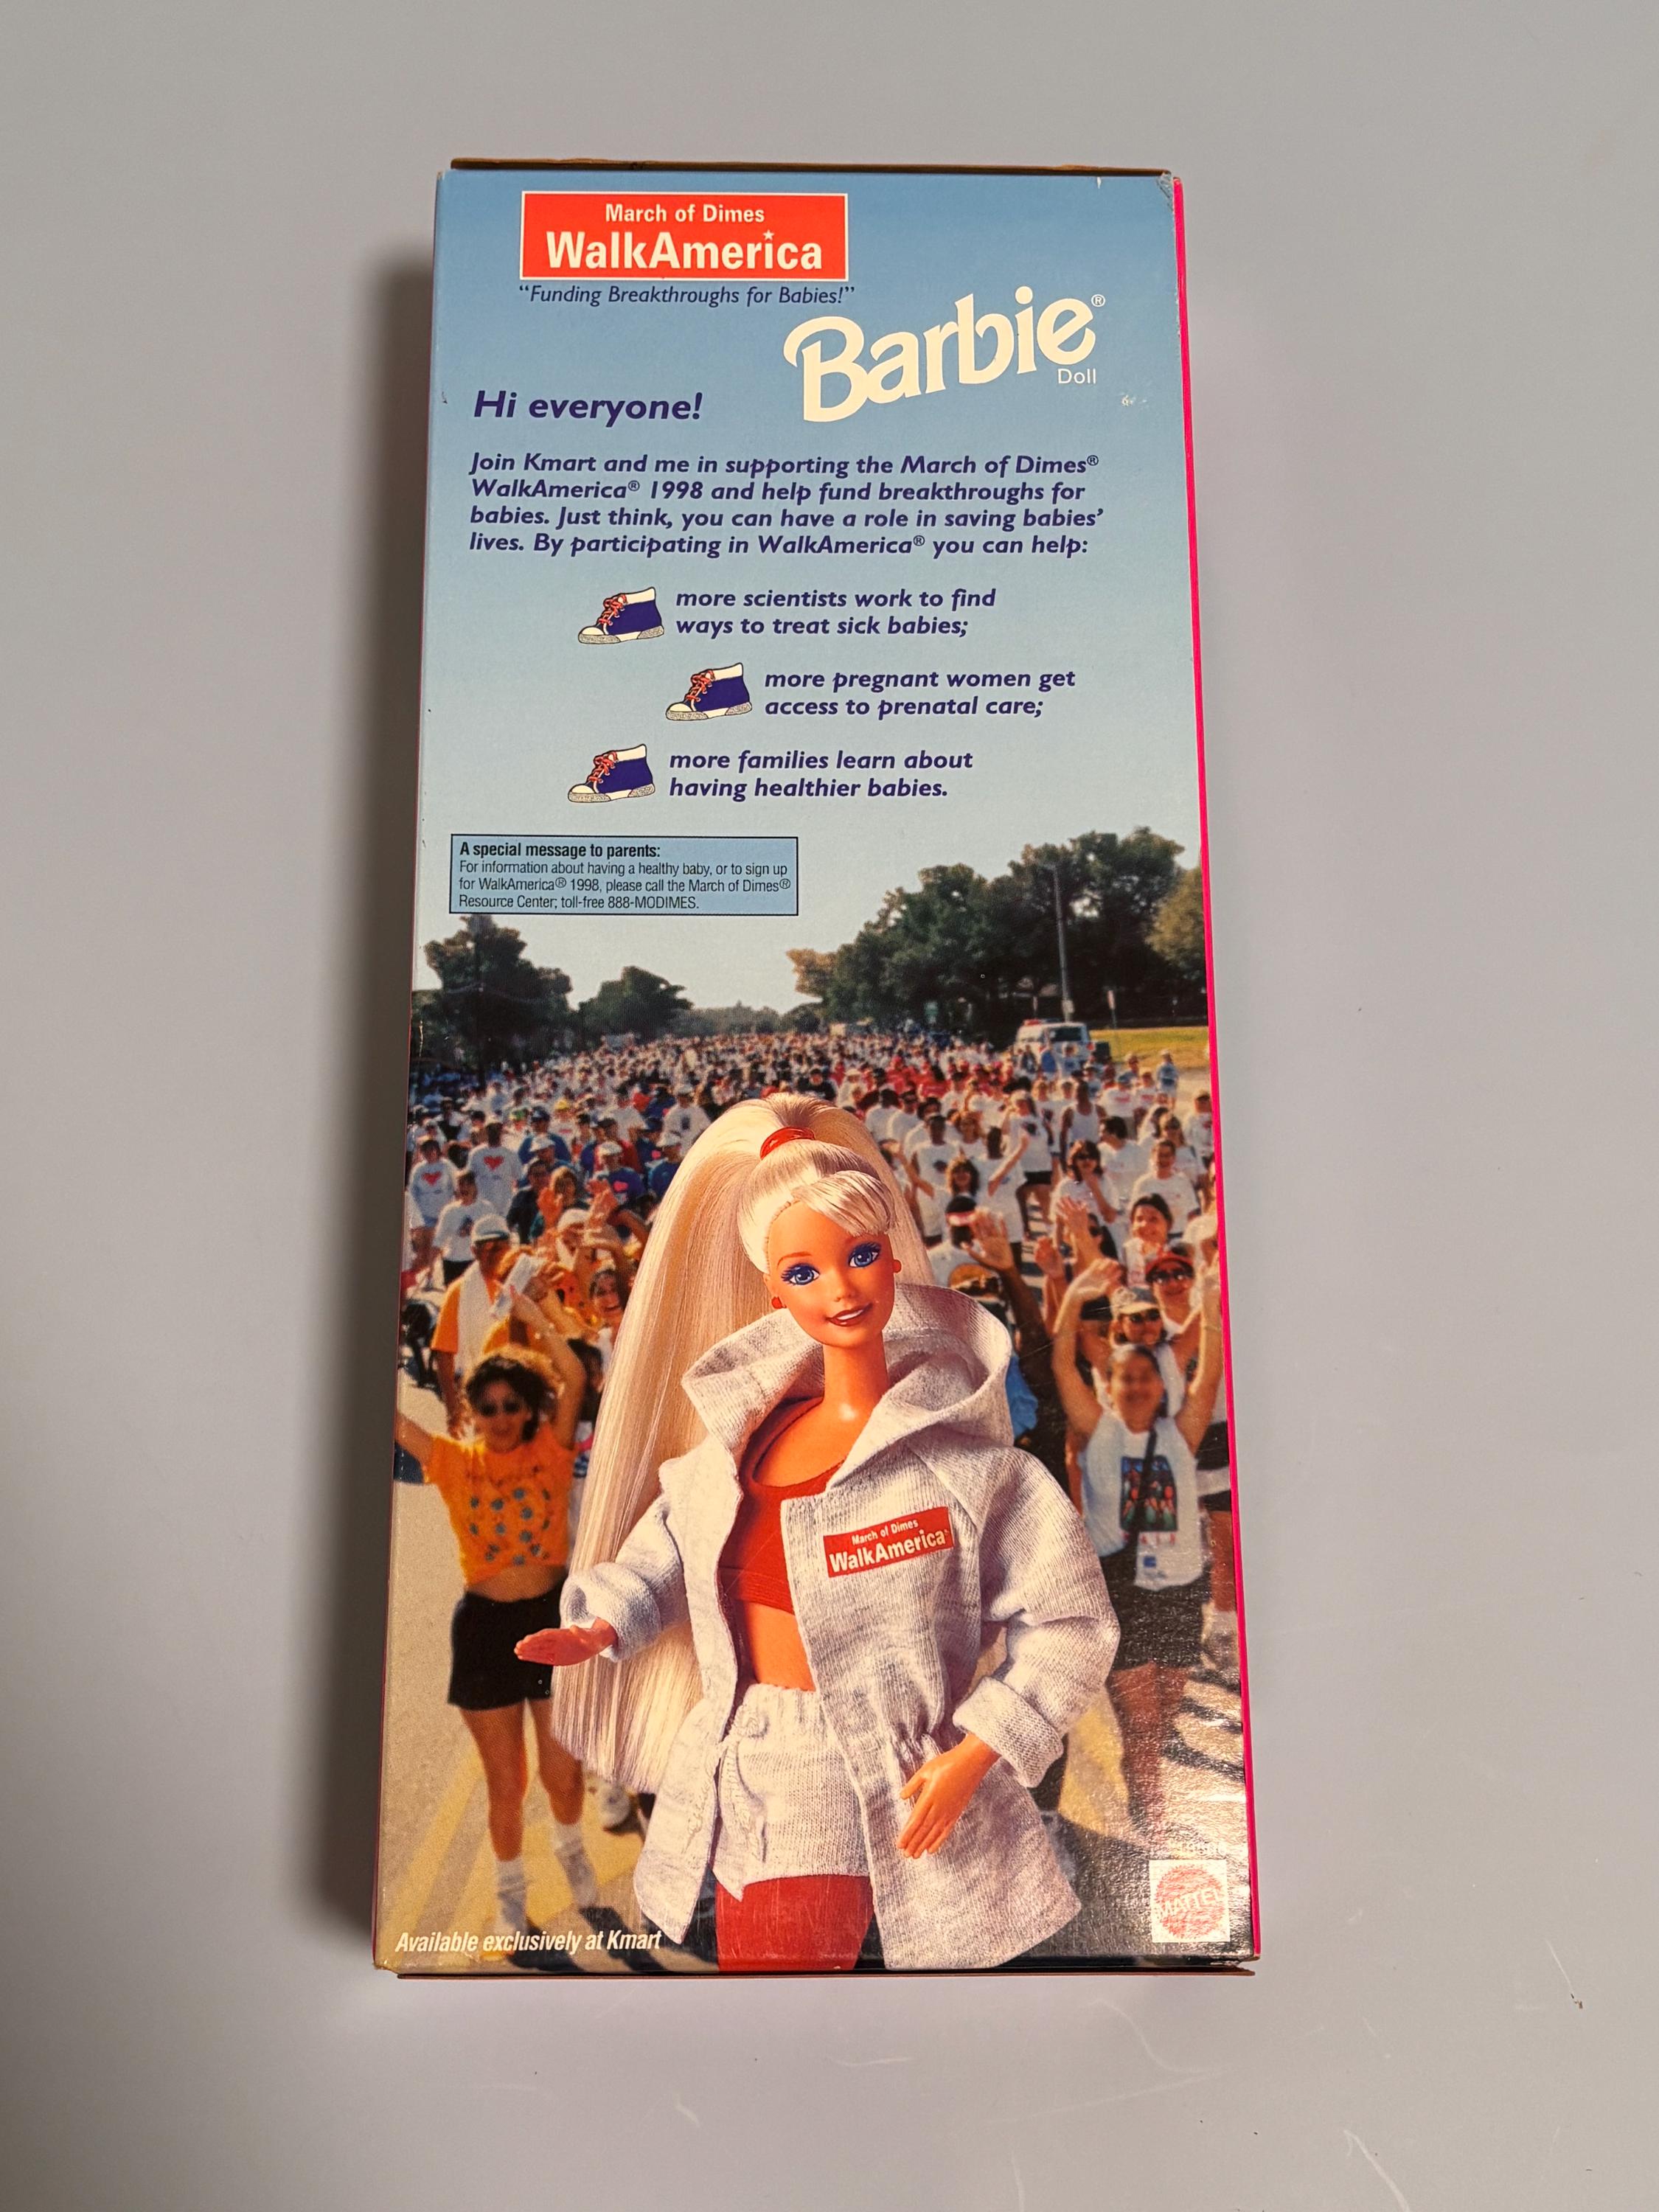 March of Dimes
WalkAmerica
“Funding Breakthroughs for Babies!”
Barbie®
Doll
Hi everyone!
Join Kmart and me in supporting the March of Dimes®
WalkAmerica® 1998 and help fund breakthroughs for
babies. Just think, you can have a role in saving babies’
lives. By participating in WalkAmerica® you can help:
more scientists work to find
ways to treat sick babies;
more pregnant women get
access to prenatal care;
more families learn about
having healthier babies.
A special message to parents:
For information about having a healthy baby, or to sign up
for WalkAmerica® 1998, please call the March of Dimes®
Resource Center; toll-free 888-MODIMES.
March of Dimes
WalkAmerica
MATTEL
Available exclusively at Kmart